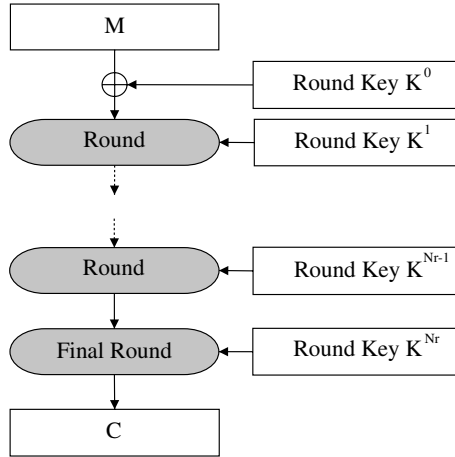 M
Round Key K^0
Round
Round Key K^1
Round
Round Key K^Nr-1
Final Round
Round Key K^Nr
C